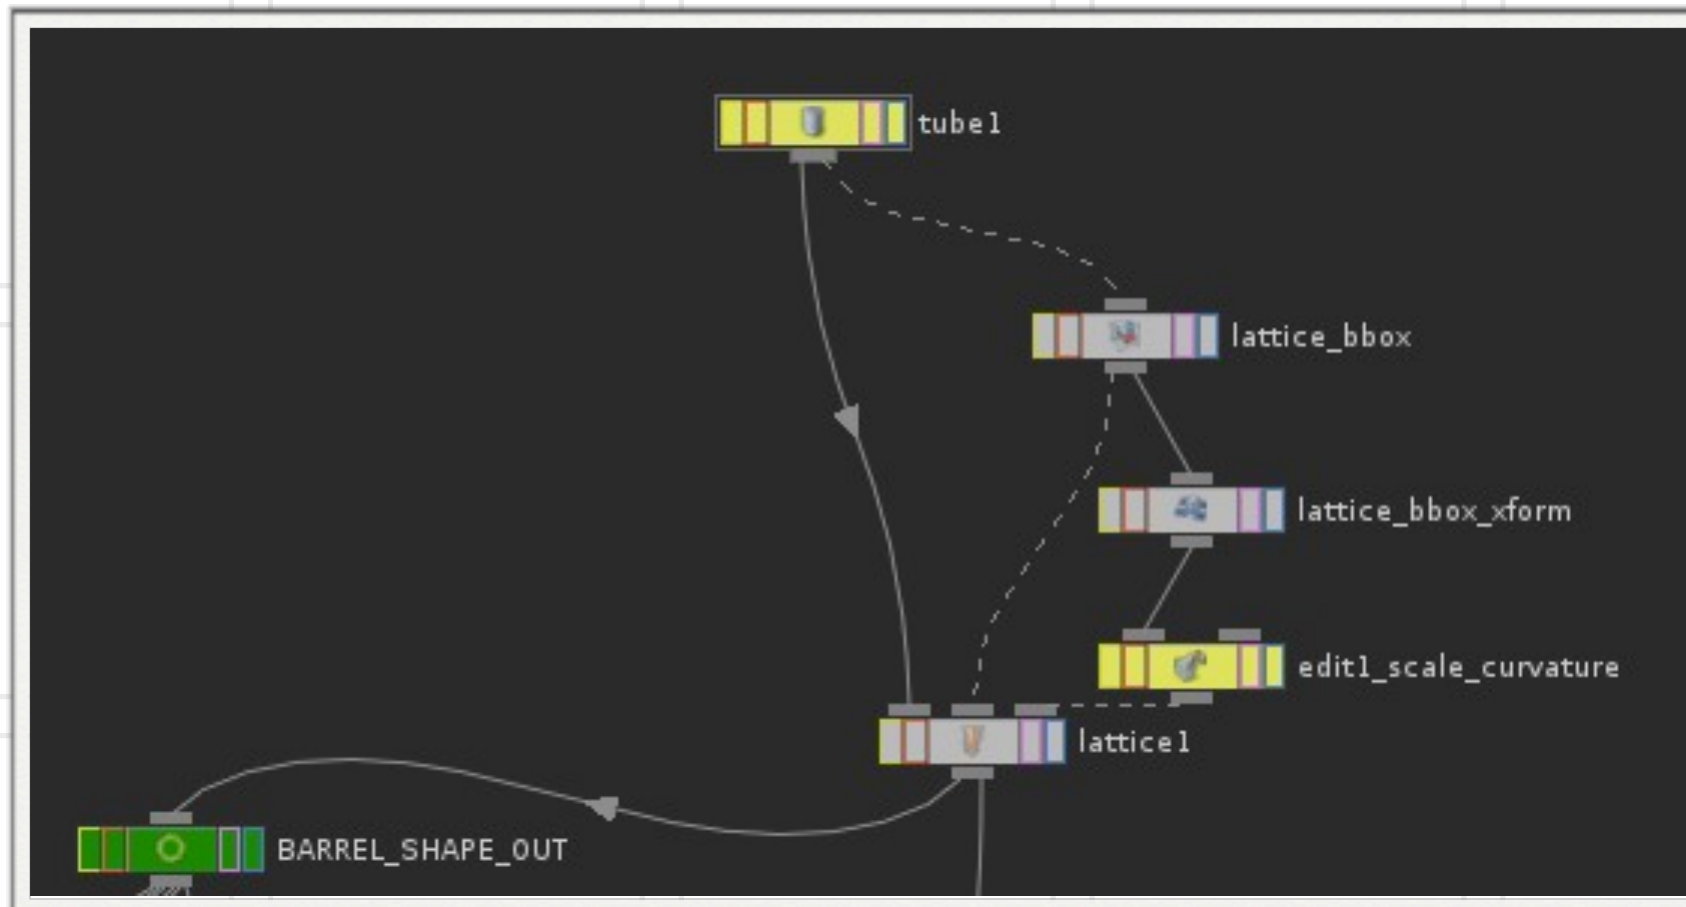 tube1
lattice_bbox
lattice_bbox_xform
edit1_scale_curvature
lattice1
BARREL_SHAPE_OUT